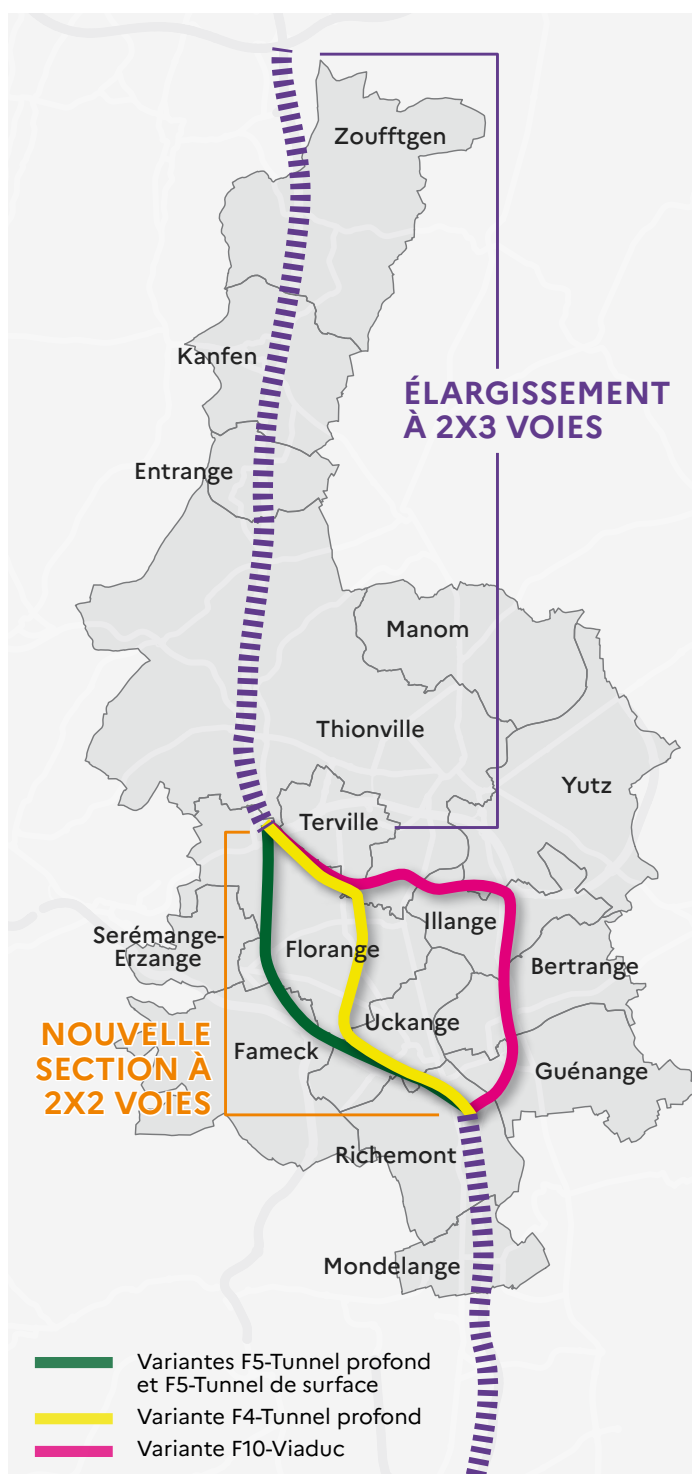 Zoufftgen
Kanfen
ÉLARGISSEMENT
À 2X3 VOIES
Entrange
Manom
Thionville
Yutz
Terville
Illange
Serémange-
Erzange
Florange
Bertrange
Uckange
NOUVELLE
SECTION À
2X2 VOIES
Fameck
Guénange
Richemont
Mondelange
Variantes F5-Tunnel profond
et F5-Tunnel de surface
Variante F4-Tunnel profond
Variante F10-Viaduc